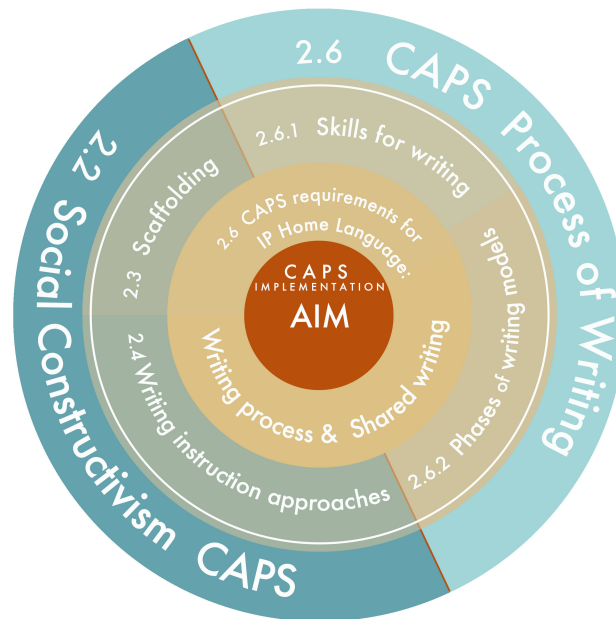 2.6 CAPS Process of Writing
2.2 Social Constructivism CAPS
2.6.1 Skills for writing
2.3 Scaffolding
2.6.2 Phases of writing models
2.4 Writing instruction approaches
2.6 CAPS requirements for
IP Home Language:
Writing process & Shared writing
CAPS
IMPLEMENTATION
AIM